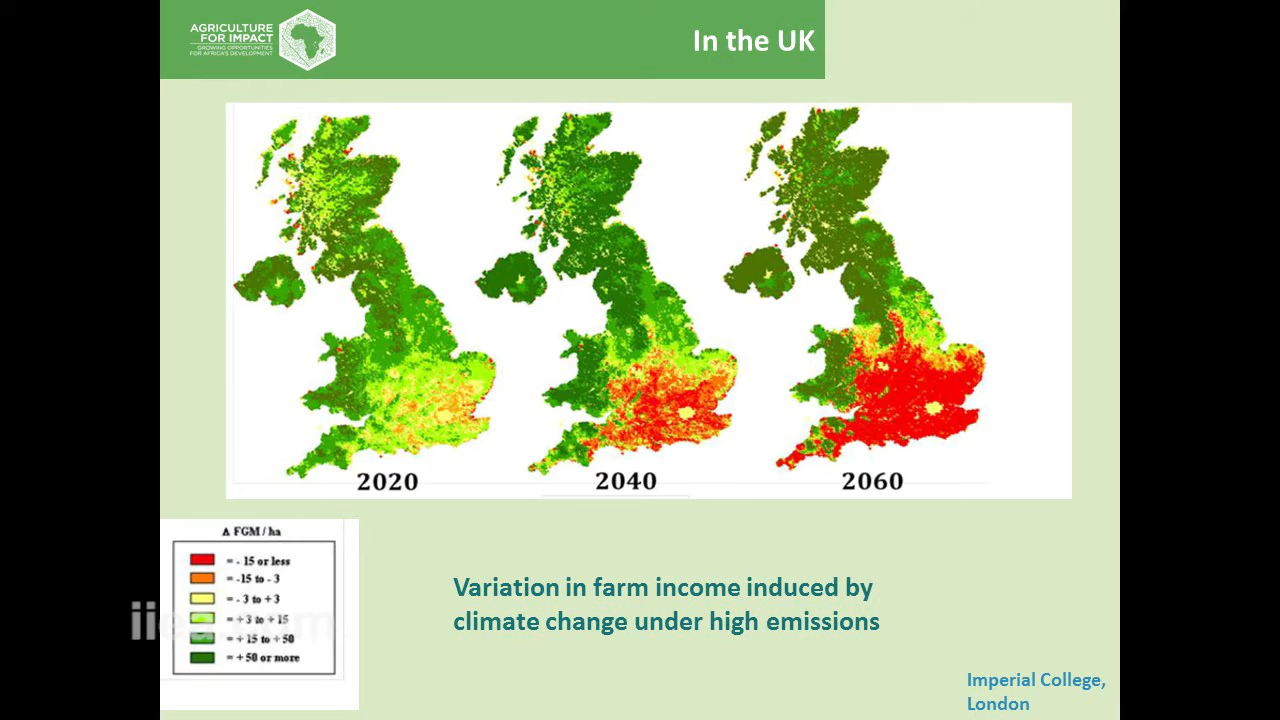 AGRICULTURE
FOR IMPACT
GROWING OPPORTUNITIES
FOR AFRICA'S DEVELOPMENT
In the UK
2020
2040
2060
Δ FGM / ha
= - 15 or less
= -15 to - 3
= - 3 to + 3
= + 3 to + 15
= + 15 to + 50
= + 50 or more
Variation in farm income induced by
climate change under high emissions
Imperial College,
London